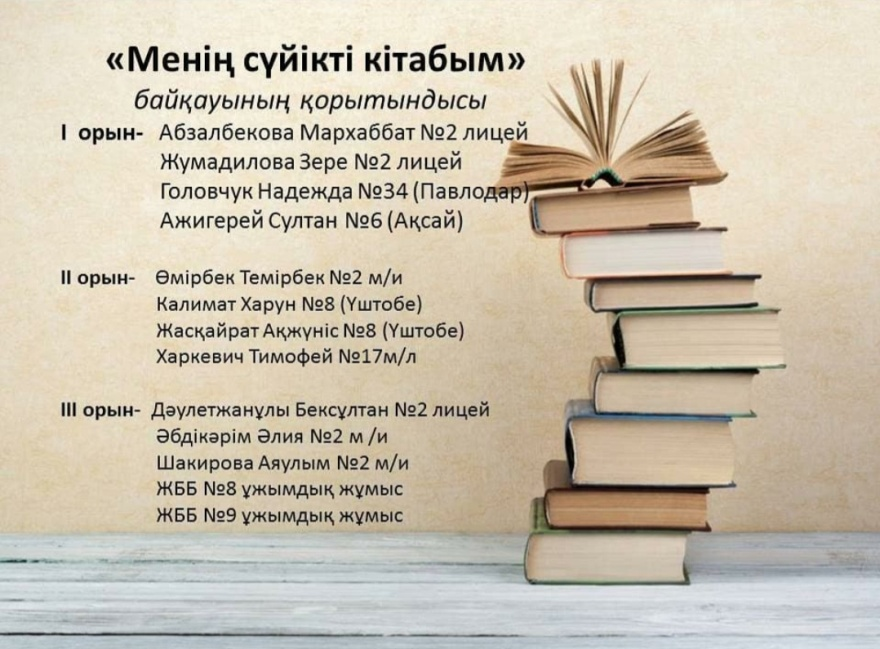 «Менің сүйікті кітабым»
байқауының қорытындысы
І орын- Абзалбекова Мархаббат №2 лицей
Жумадилова Зере №2 лицей
Головчук Надежда №34 (Павлодар)
Ажигерей Султан №6 (Ақсай)
ІІ орын- Өмірбек Темірбек №2 м/и
Калимат Харун №8 (Үштобе)
Жасқайрат Ақжүніс №8 (Үштобе)
Харкевич Тимофей №17м/л
ІІІ орын- Дәулетжанұлы Бексұлтан №2 лицей
Әбдікәрім Әлия №2 м /и
Шакирова Аяулым №2 м/и
ЖББ №8 ұжымдық жұмыс
ЖББ №9 ұжымдық жұмыс